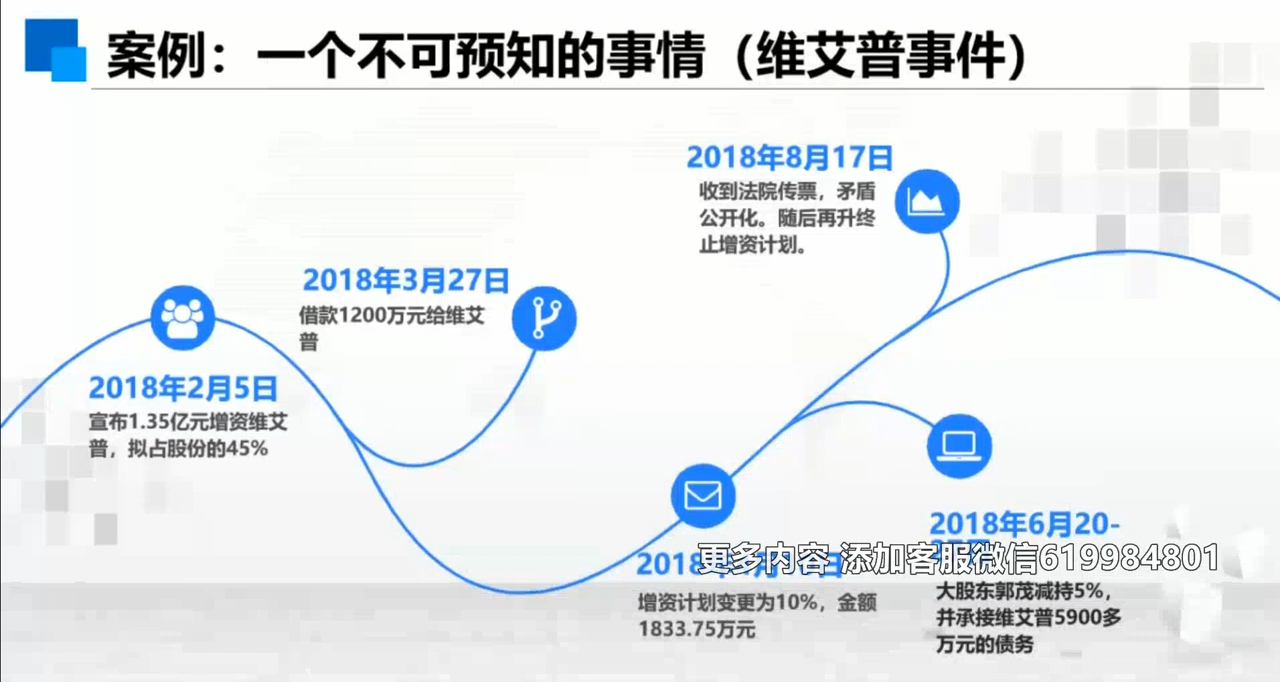 案例：一个不可预知的事情（维艾普事件）
2018年2月5日
宣布1.35亿元增资维艾
普，拟占股份的45%
2018年3月27日
借款1200万元给维艾
普
2018年8月17日
收到法院传票，矛盾
公开化。随后再升终
止增资计划。
2018
增资计划变更为10%，金额
1833.75万元
2018年6月20-
大股东郭茂减持5%，
并承接维艾普5900多
万元的债务
更多内容 添加客服微信619984801